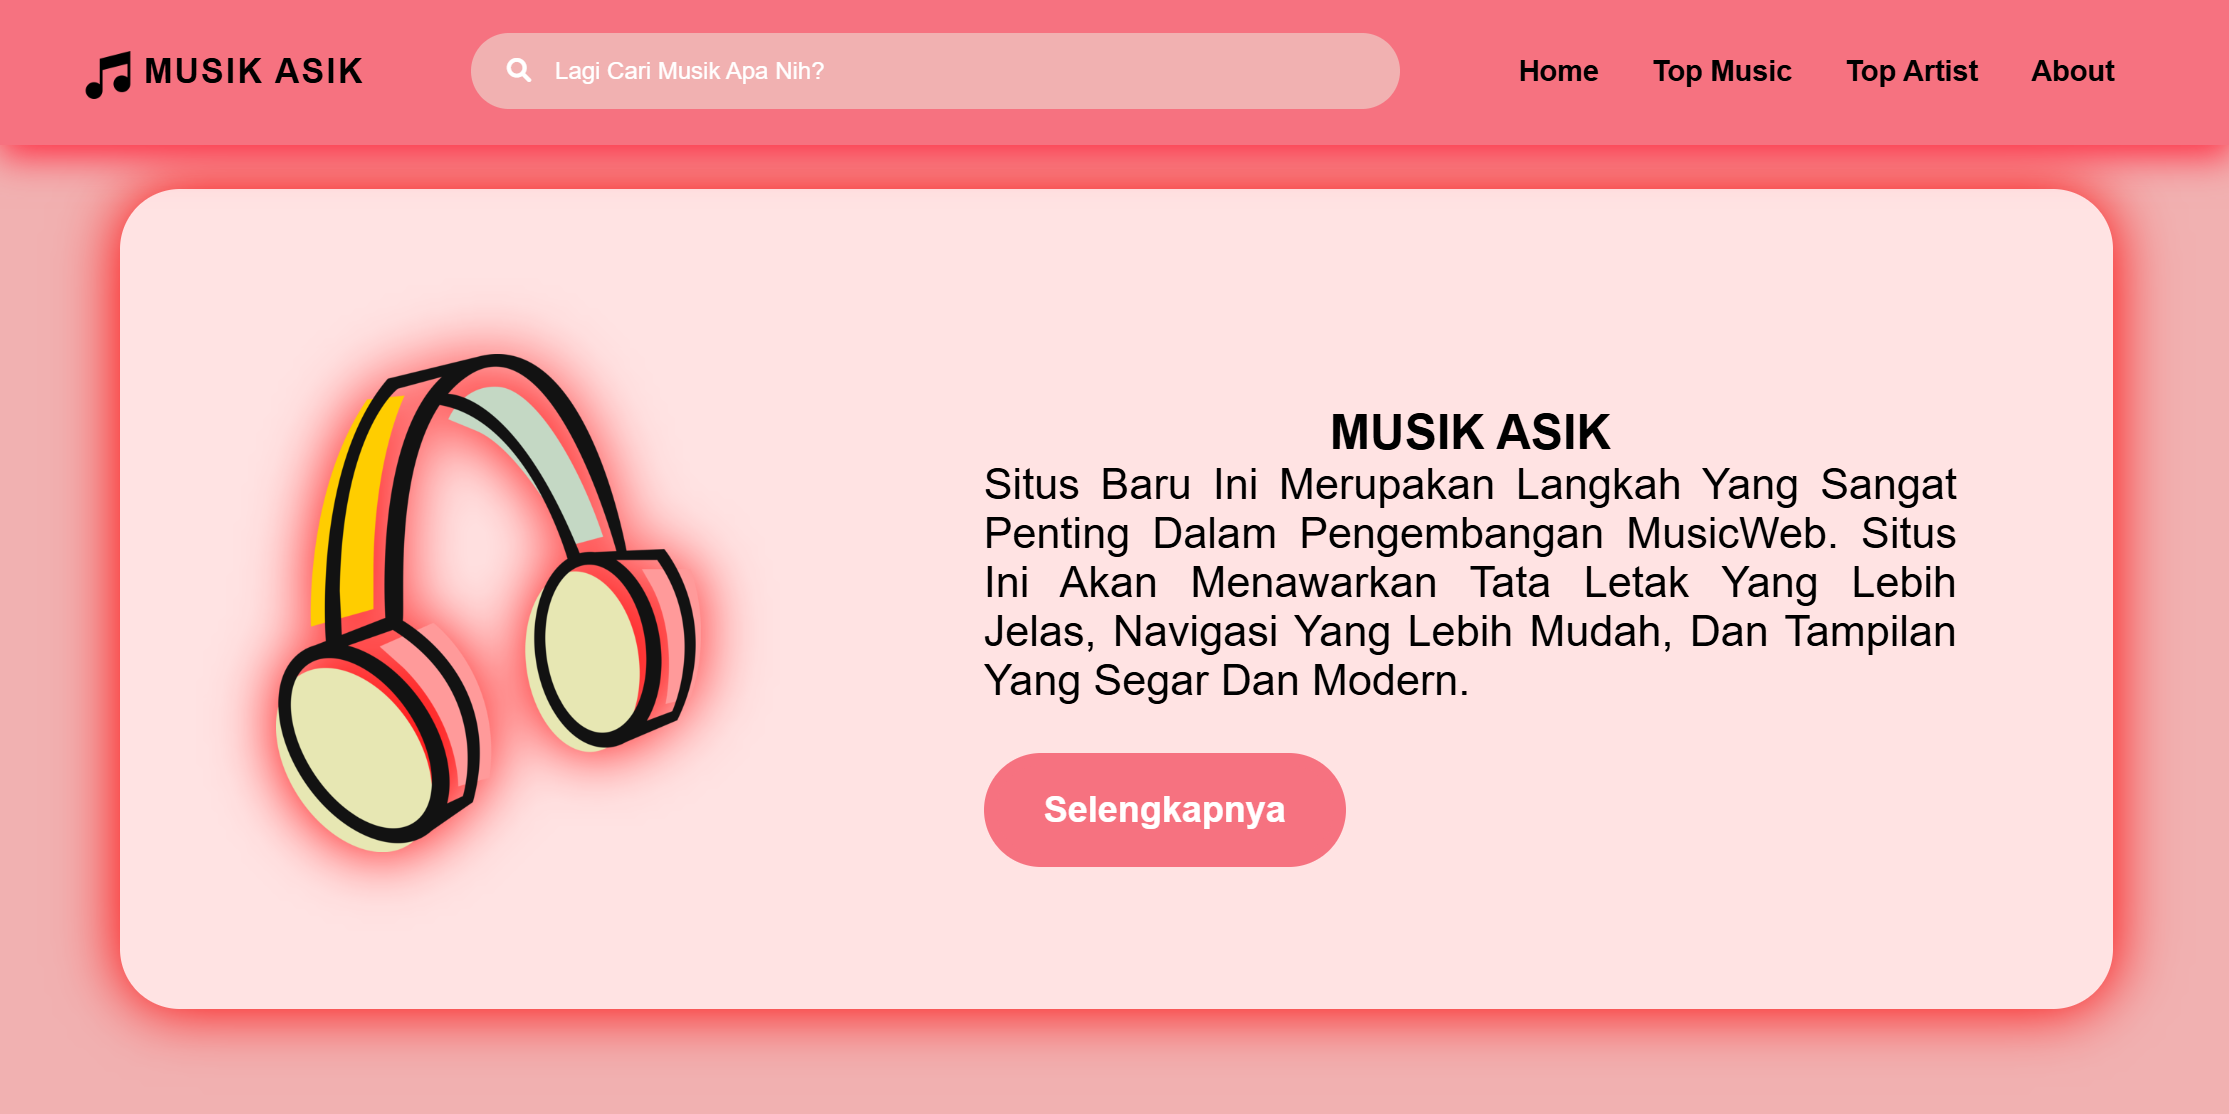 MUSIK ASIK
Lagi Cari Musik Apa Nih?
Home
Top Music
Top Artist
About
MUSIK ASIK
Situs Baru Ini Merupakan Langkah Yang Sangat
Penting Dalam Pengembangan MusicWeb. Situs
Ini Akan Menawarkan Tata Letak Yang Lebih
Jelas, Navigasi Yang Lebih Mudah, Dan Tampilan
Yang Segar Dan Modern.
Selengkapnya